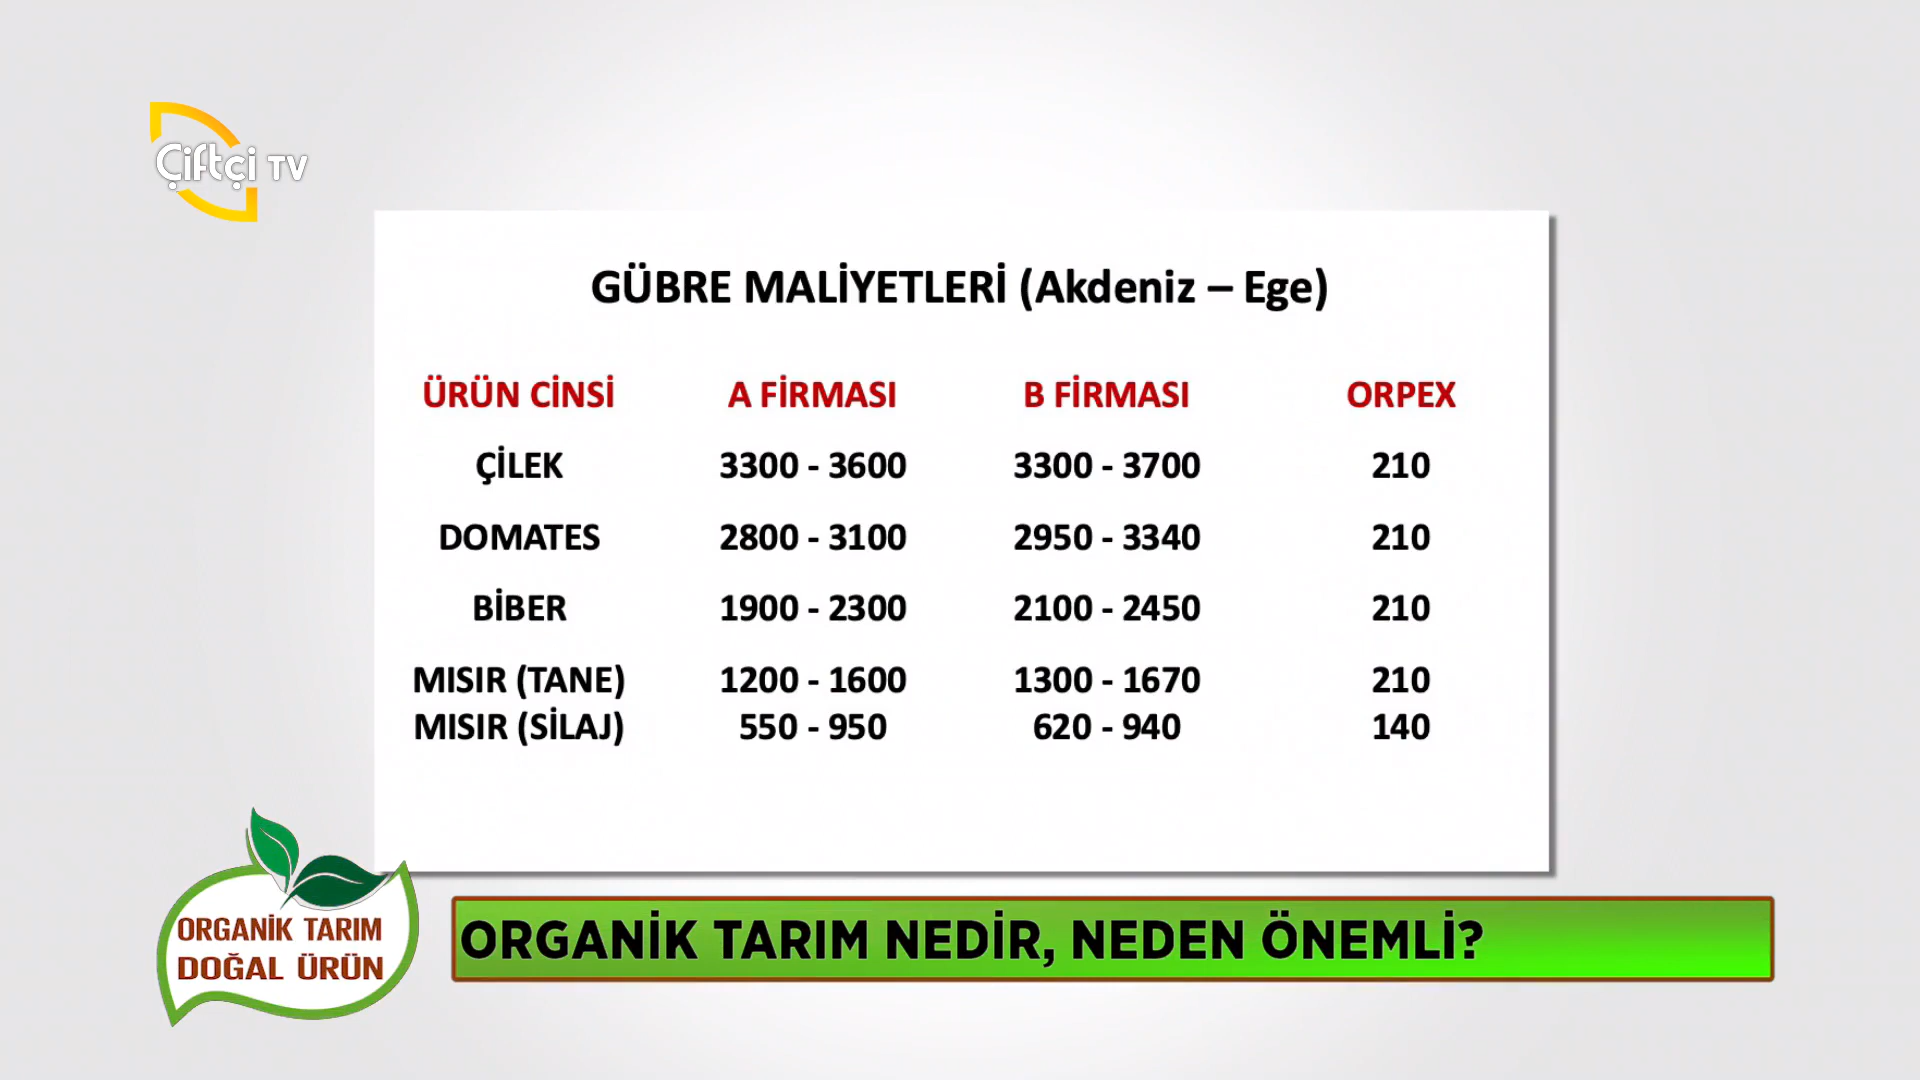 Çiftçi TV
GÜBRE MALİYETLERİ (Akdeniz – Ege)
ÜRÜN CİNSİ A FİRMASI B FİRMASI ORPEX
ÇİLEK 3300 - 3600 3300 - 3700 210
DOMATES 2800 - 3100 2950 - 3340 210
BİBER 1900 - 2300 2100 - 2450 210
MISIR (TANE) 1200 - 1600 1300 - 1670 210
MISIR (SİLAJ) 550 - 950 620 - 940 140
ORGANİK TARIM
DOĞAL ÜRÜN
ORGANİK TARIM NEDİR, NEDEN ÖNEMLİ?